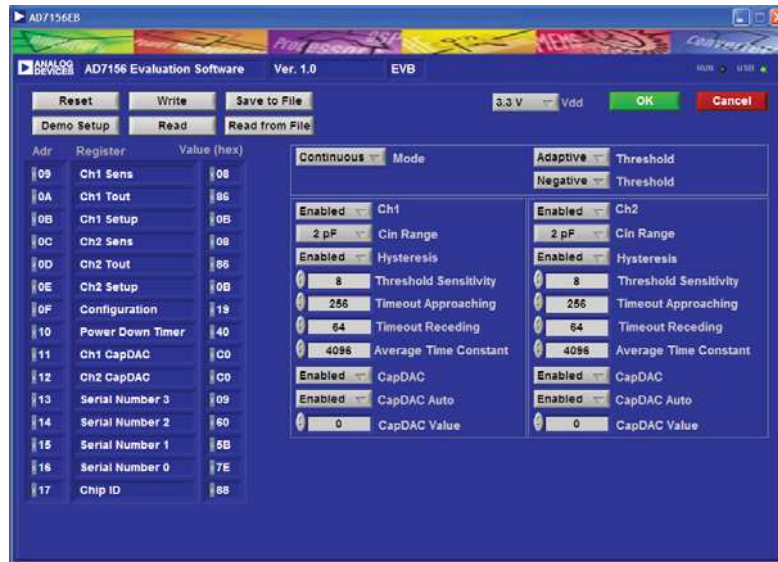 AD7156EB
ANALOG DEVICES AD7156 Evaluation Software Ver. 1.0 EVB RUN USB
Reset Write Save to File 3.3 V Vdd OK Cancel
Demo Setup Read Read from File
Adr Register Value (hex)
09 Ch1 Sens 08
0A Ch1 Tout 86
0B Ch1 Setup 0B
0C Ch2 Sens 08
0D Ch2 Tout 86
0E Ch2 Setup 0B
0F Configuration 19
10 Power Down Timer 40
11 Ch1 CapDAC C0
12 Ch2 CapDAC C0
13 Serial Number 3 09
14 Serial Number 2 60
15 Serial Number 1 5B
16 Serial Number 0 7E
17 Chip ID 88
Continuous Mode Adaptive Threshold
Negative Threshold
Enabled Ch1
2 pF Cin Range
Enabled Hysteresis
8 Threshold Sensitivity
256 Timeout Approaching
64 Timeout Receding
4096 Average Time Constant
Enabled CapDAC
Enabled CapDAC Auto
0 CapDAC Value
Enabled Ch2
2 pF Cin Range
Enabled Hysteresis
8 Threshold Sensitivity
256 Timeout Approaching
64 Timeout Receding
4096 Average Time Constant
Enabled CapDAC
Enabled CapDAC Auto
0 CapDAC Value